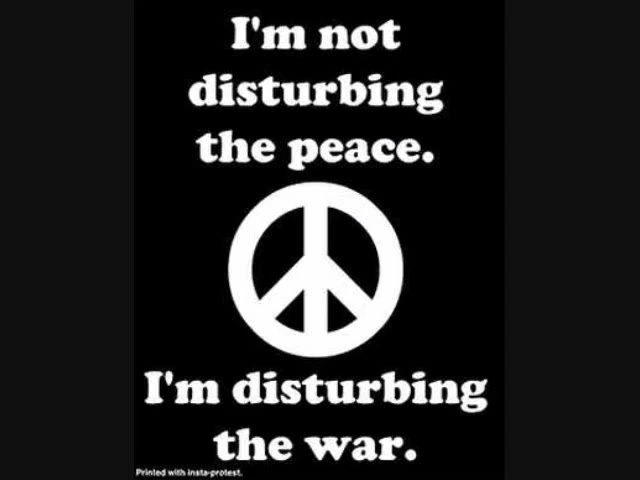 I'm not
disturbing
the peace.
I'm disturbing
the war.
Printed with insta-protest.